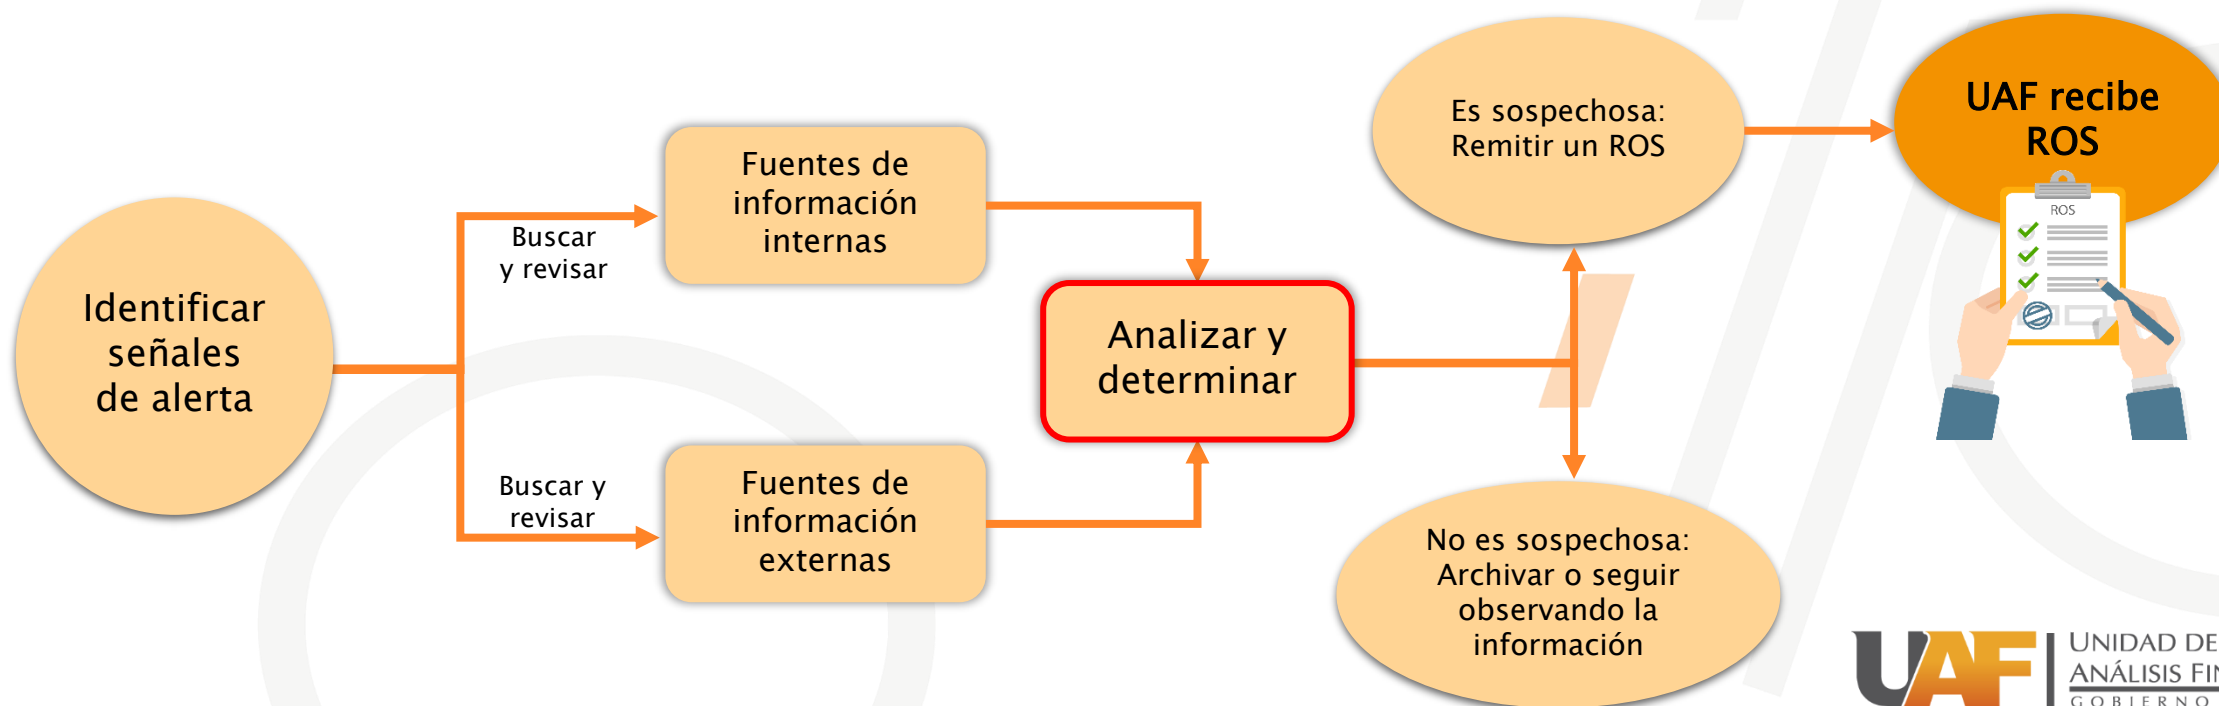 Identificar
señales
de alerta
Buscar
y revisar
Buscar y
revisar
Fuentes de
información
internas
Fuentes de
información
externas
Analizar y
determinar
Es sospechosa:
Remitir un ROS
No es sospechosa:
Archivar o seguir
observando la
información
UAF recibe
ROS
ROS
UAF
UNIDAD DE
ANÁLISIS FIN
GOBIERNO